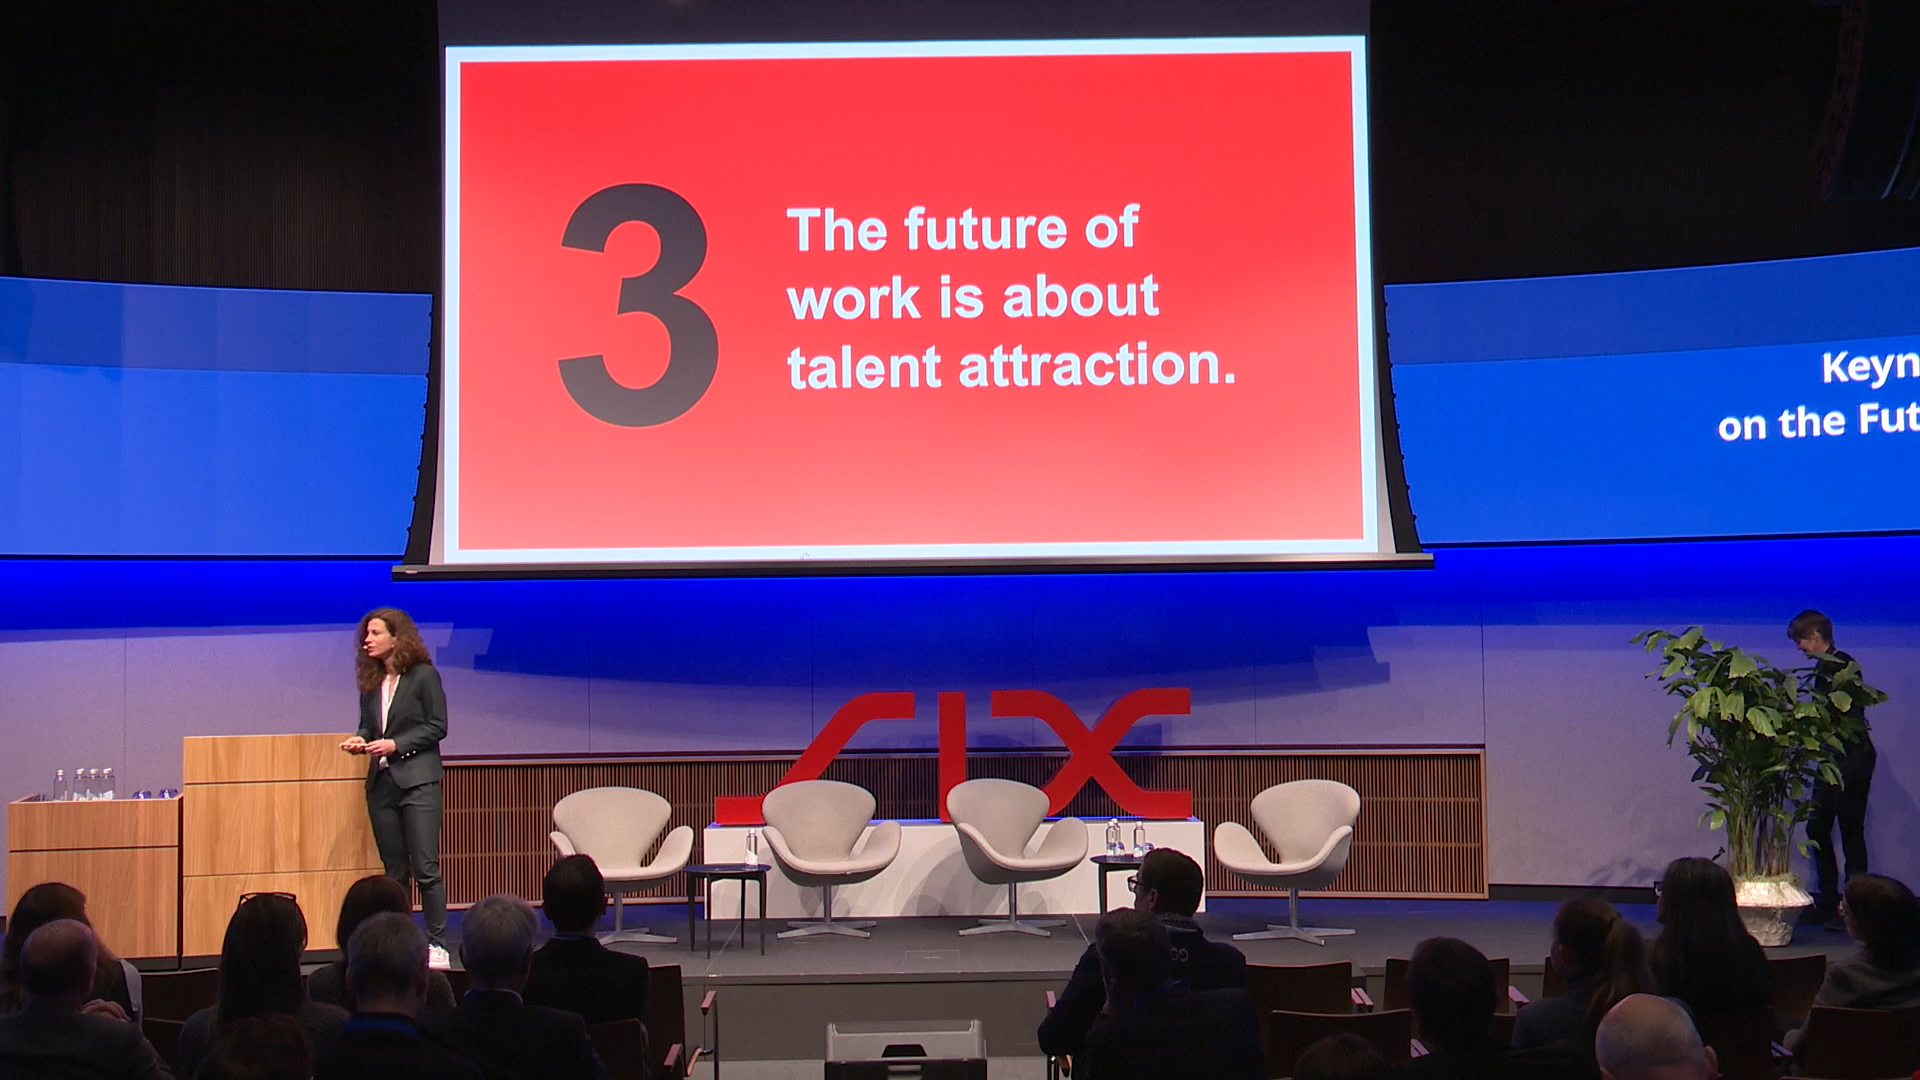 3
The future of
work is about
talent attraction.
Keyn
on the Fut
SIX